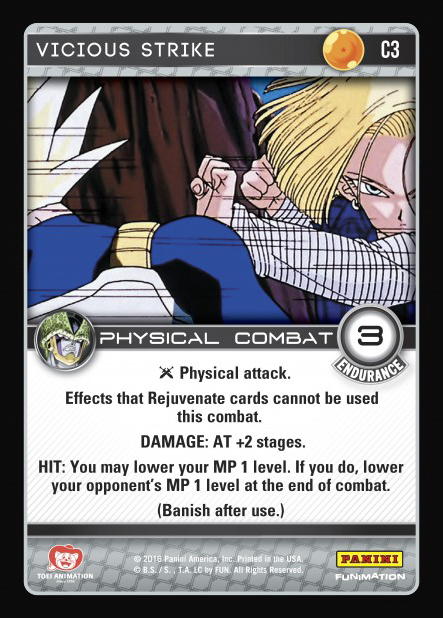 VICIOUS STRIKE
C3
PHYSICAL COMBAT
3
ENDURANCE
Physical attack.
Effects that Rejuvenate cards cannot be used
this combat.
DAMAGE: AT +2 stages.
HIT: You may lower your MP 1 level. If you do, lower
your opponent's MP 1 level at the end of combat.
(Banish after use.)
TOEI ANIMATION
© 2016 Panini America, Inc. Printed in the USA.
© B.S. / S. , T.A. LC by FUN. All Rights Reserved.
PANINI
FUNIMATION